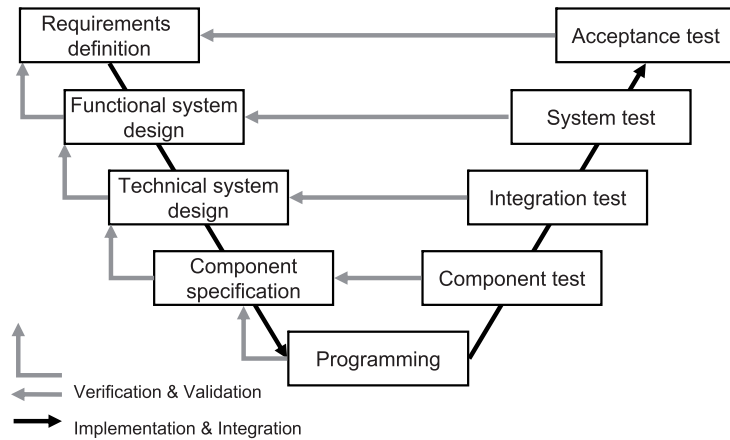 Requirements
definition
Acceptance test
Functional system
design
System test
Technical system
design
Integration test
Component
specification
Component test
Programming
Verification & Validation
Implementation & Integration